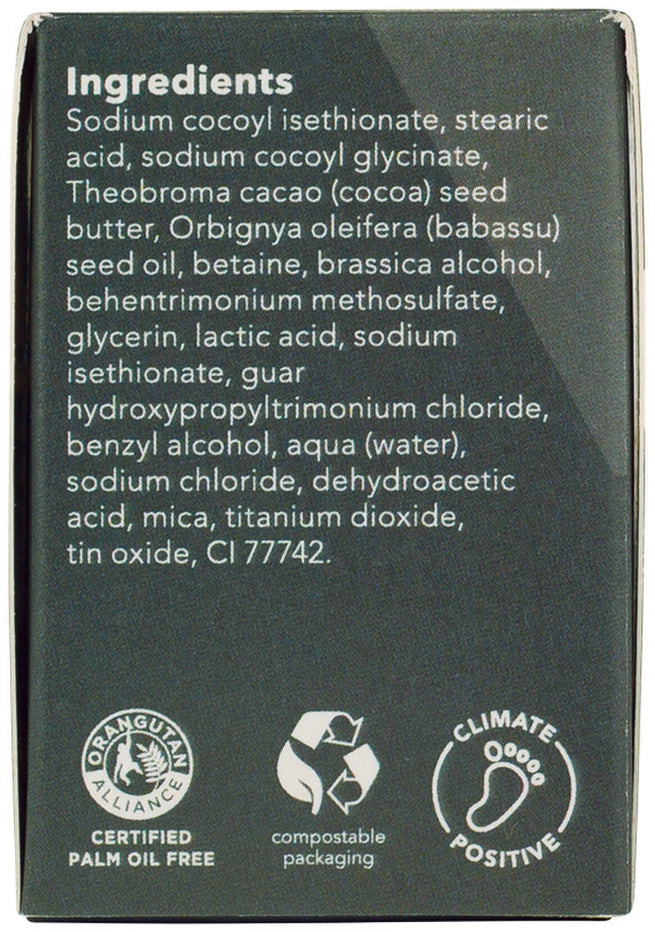 Ingredients
Sodium cocoyl isethionate, stearic
acid, sodium cocoyl glycinate,
Theobroma cacao (cocoa) seed
butter, Orbignya oleifera (babassu)
seed oil, betaine, brassica alcohol,
behentrimonium methosulfate,
glycerin, lactic acid, sodium
isethionate, guar
hydroxypropyltrimonium chloride,
benzyl alcohol, aqua (water),
sodium chloride, dehydroacetic
acid, mica, titanium dioxide,
tin oxide, CI 77742.
ORANGUTAN
ALLIANCE
CERTIFIED
PALM OIL FREE
compostable
packaging
CLIMATE
POSITIVE